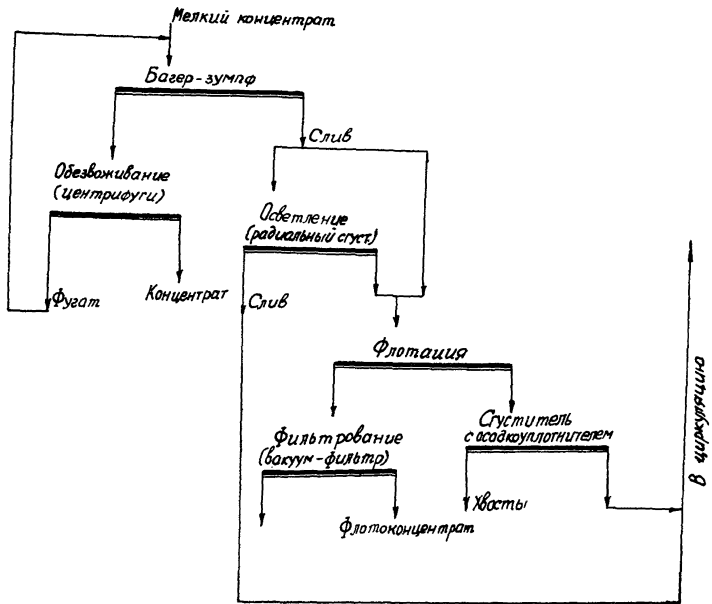 Мелкий концентрат
Багер-зумпф
Слив
Обезвоживание
(центрифуги)
Осветление
(радиальный сгуст.)
Фугат
Концентрат
Слив
Флотация
Фильтрование
(вакуум-фильтр)
Сгуститель
с осадкоуплотнителем
Хвосты
Флотоконцентрат
В циркуляцию